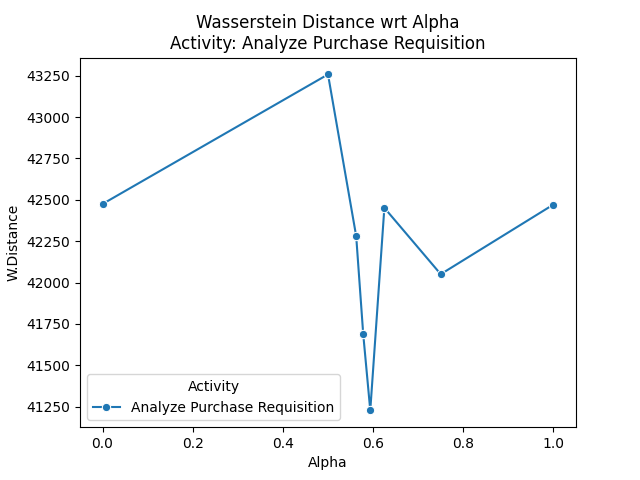 Wasserstein Distance wrt Alpha
Activity: Analyze Purchase Requisition
43250
43000
42750
42500
42250
42000
41750
41500
41250
W.Distance
Activity
Analyze Purchase Requisition
0.0 0.2 0.4 0.6 0.8 1.0
Alpha